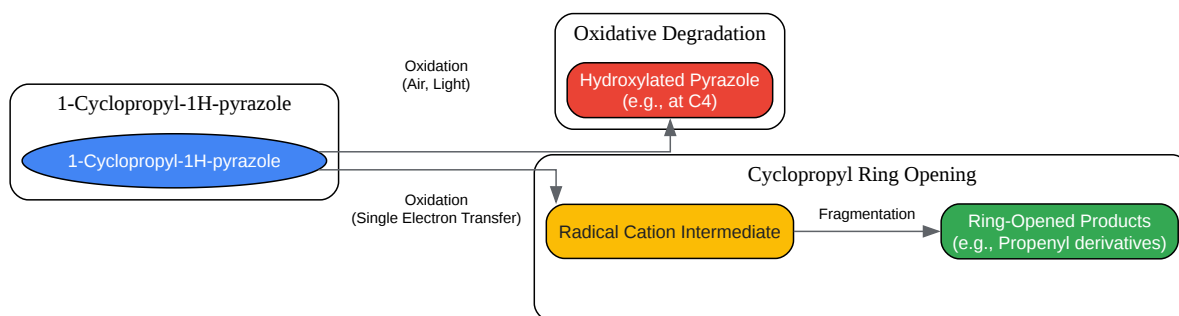 1-Cyclopropyl-1H-pyrazole
1-Cyclopropyl-1H-pyrazole
Oxidation
(Air, Light)
Oxidative Degradation
Hydroxylated Pyrazole
(e.g., at C4)
Oxidation
(Single Electron Transfer)
Cyclopropyl Ring Opening
Radical Cation Intermediate
Fragmentation
Ring-Opened Products
(e.g., Propenyl derivatives)